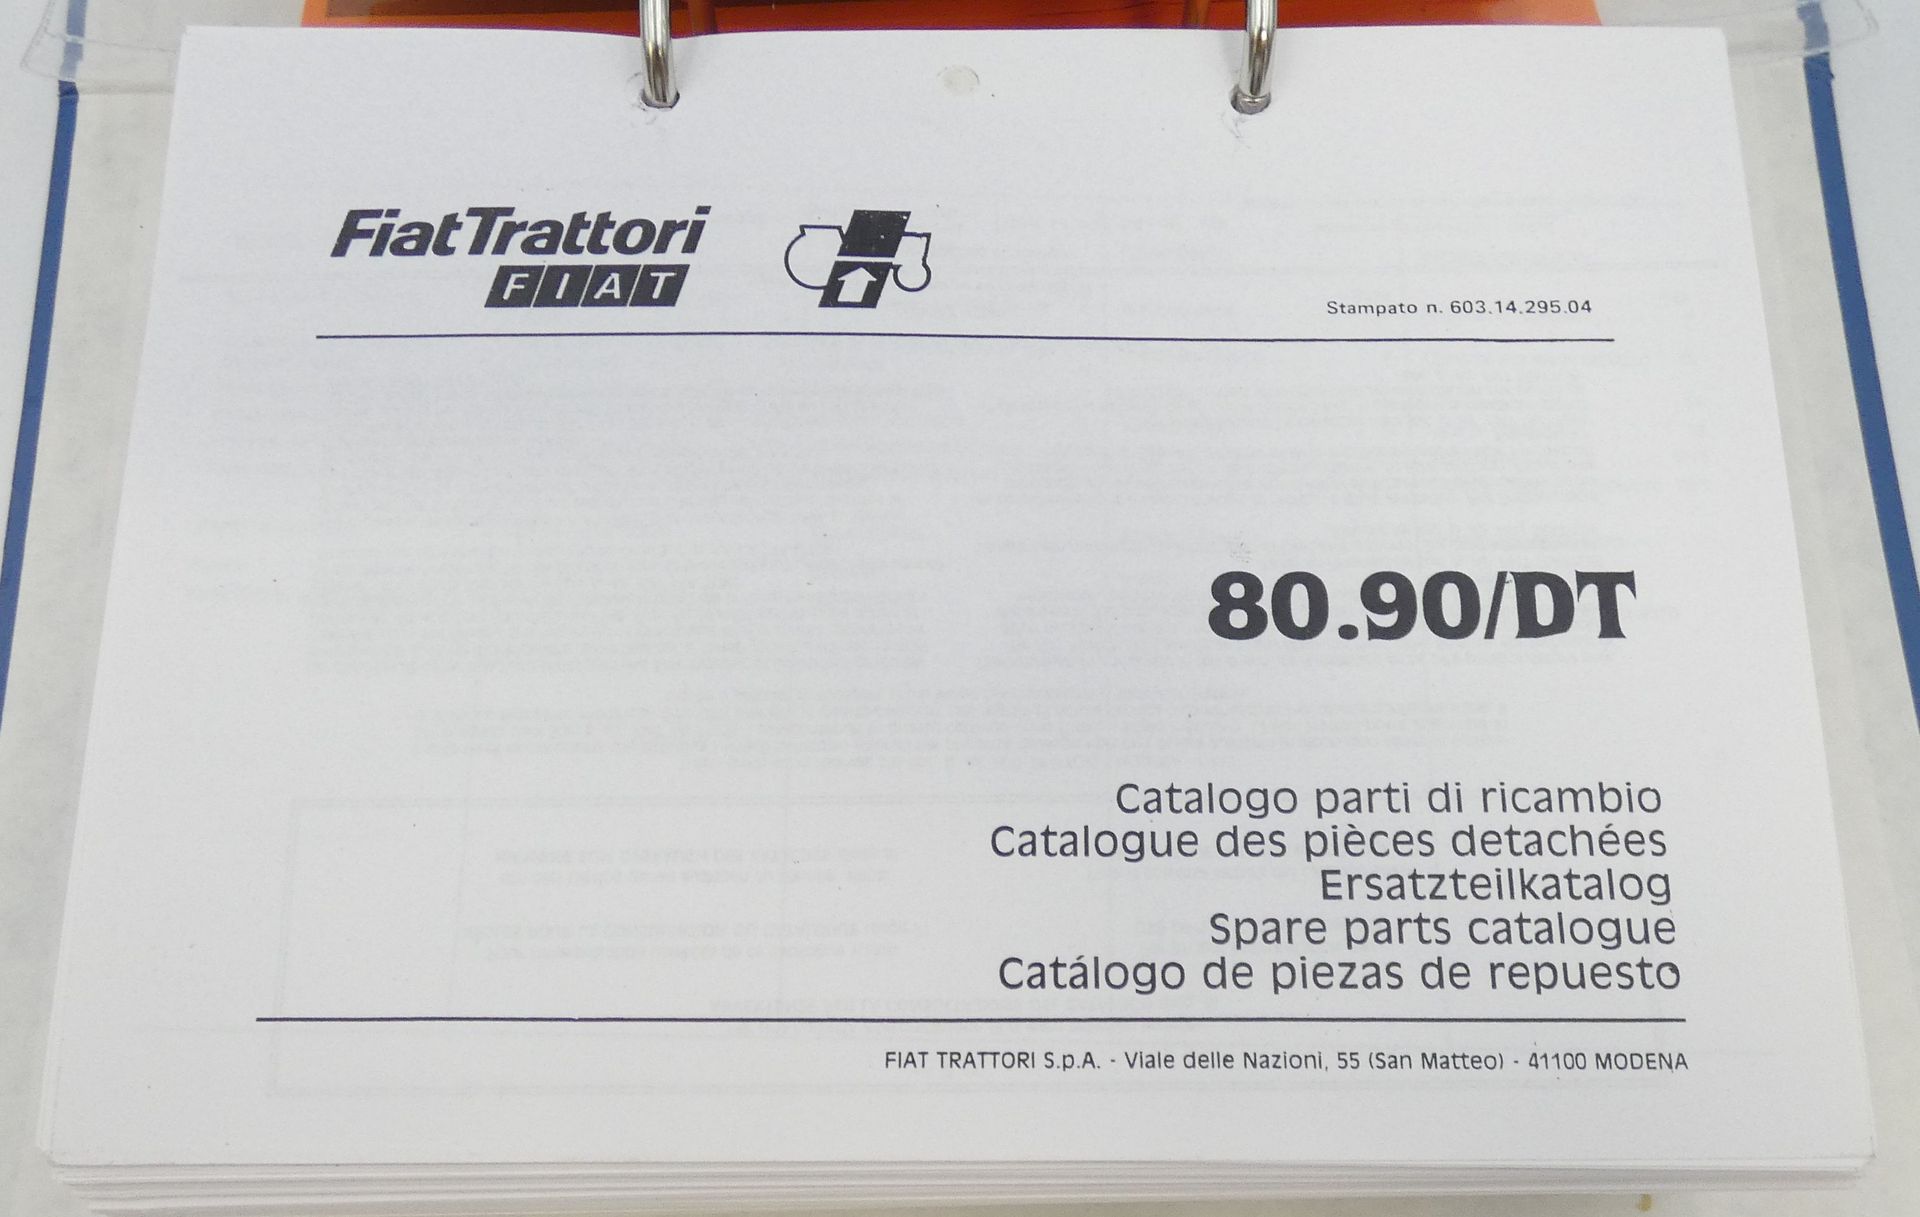 FiatTrattori
FIAT
Stampato n. 603.14.295.04
80.90/DT
Catalogo parti di ricambio
Catalogue des pièces detachées
Ersatzteilkatalog
Spare parts catalogue
Catálogo de piezas de repuesto
FIAT TRATTORI S.p.A. - Viale delle Nazioni, 55 (San Matteo) - 41100 MODENA